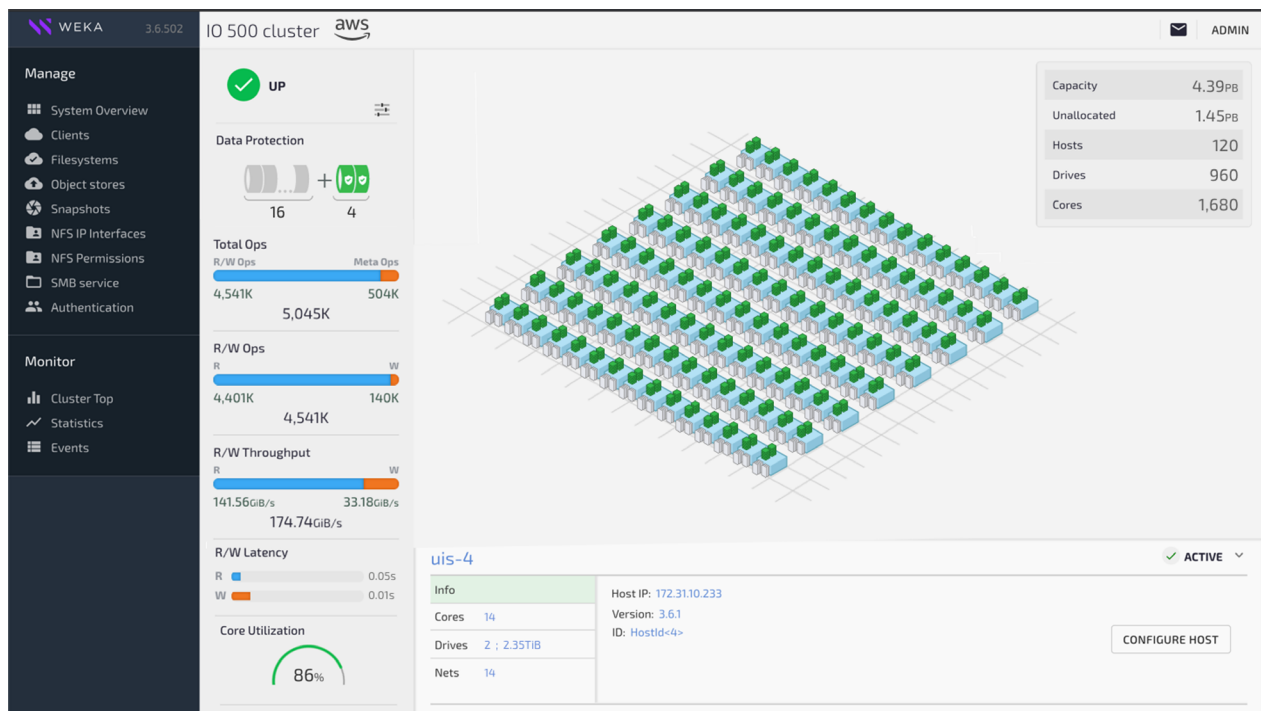 WEKA 3.6.502
IO 500 cluster aws
ADMIN
Manage
System Overview
Clients
Filesystems
Object stores
Snapshots
NFS IP Interfaces
NFS Permissions
SMB service
Authentication
Monitor
Cluster Top
Statistics
Events
UP
Data Protection
... +
16 4
Total Ops
R/W Ops Meta Ops
4,541K 504K
5,045K
R/W Ops
R W
4,401K 140K
4,541K
R/W Throughput
R W
141.56GiB/s 33.18GiB/s
174.74GiB/s
R/W Latency
R 0.05s
W 0.01s
Core Utilization
86%
Capacity 4.39PB
Unallocated 1.45PB
Hosts 120
Drives 960
Cores 1,680
uis-4
ACTIVE
Info
Cores 14
Drives 2 ; 2.35TiB
Nets 14
Host IP: 172.31.10.233
Version: 3.6.1
ID: HostId<4>
CONFIGURE HOST